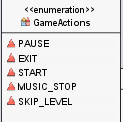 <<enumeration>>
GameActions
PAUSE
EXIT
START
MUSIC_STOP
SKIP_LEVEL